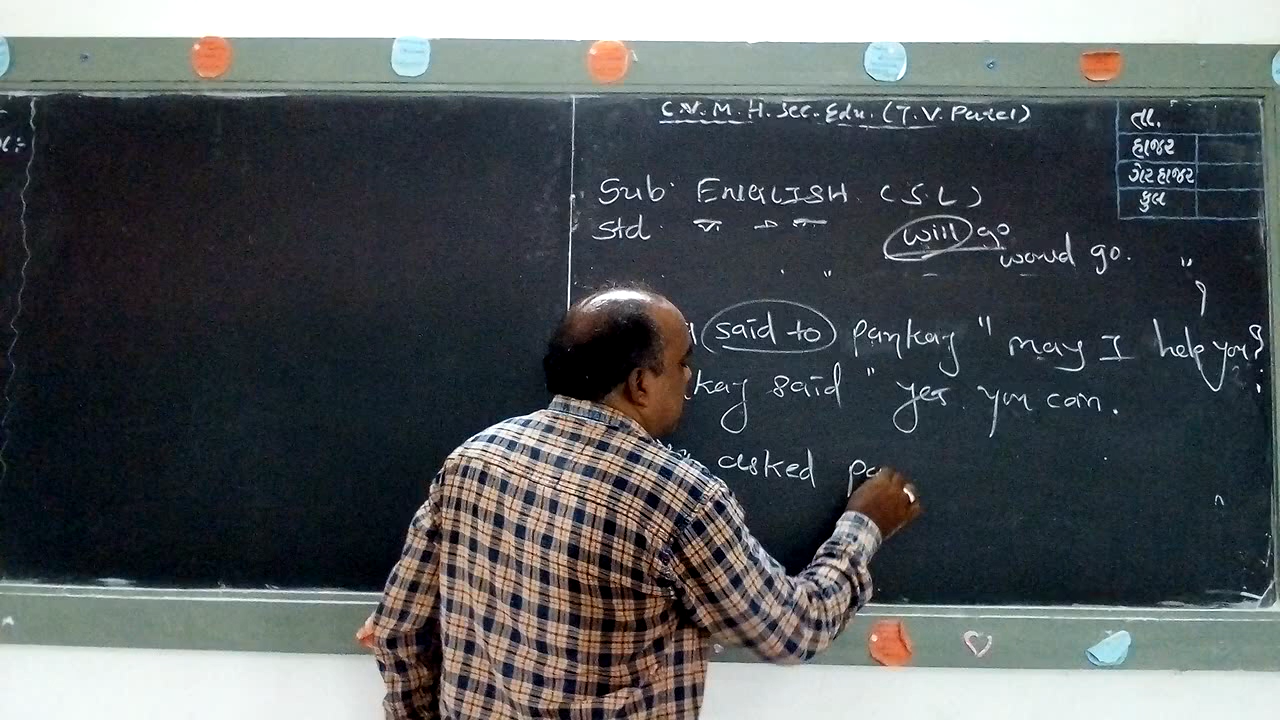 C.V.M.H.Sec.Edu.(T.V.Patel)
તા.
હાજર
ગેરહાજર
કુલ
Sub. ENGLISH (S.L)
Std.
will go
would go.
said to pankaj " may I help you?
kaj said " yes you can.
asked pa